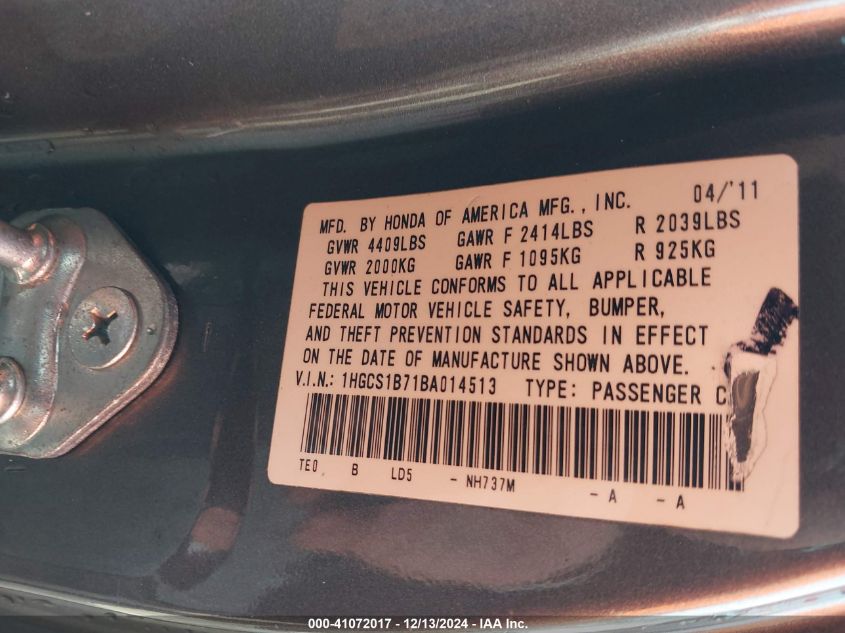 04/'11
MFD. BY HONDA OF AMERICA MFG., INC.
GVWR 4409LBS GAWR F 2414LBS R 2039LBS
GVWR 2000KG GAWR F 1095KG R 925KG
THIS VEHICLE CONFORMS TO ALL APPLICABLE
FEDERAL MOTOR VEHICLE SAFETY, BUMPER,
AND THEFT PREVENTION STANDARDS IN EFFECT
ON THE DATE OF MANUFACTURE SHOWN ABOVE.
V.I.N.: 1HGCS1B71BA014513 TYPE: PASSENGER C
TE0 B LD5 - NH737M - A - A
000-41072017 - 12/13/2024 - IAA Inc.